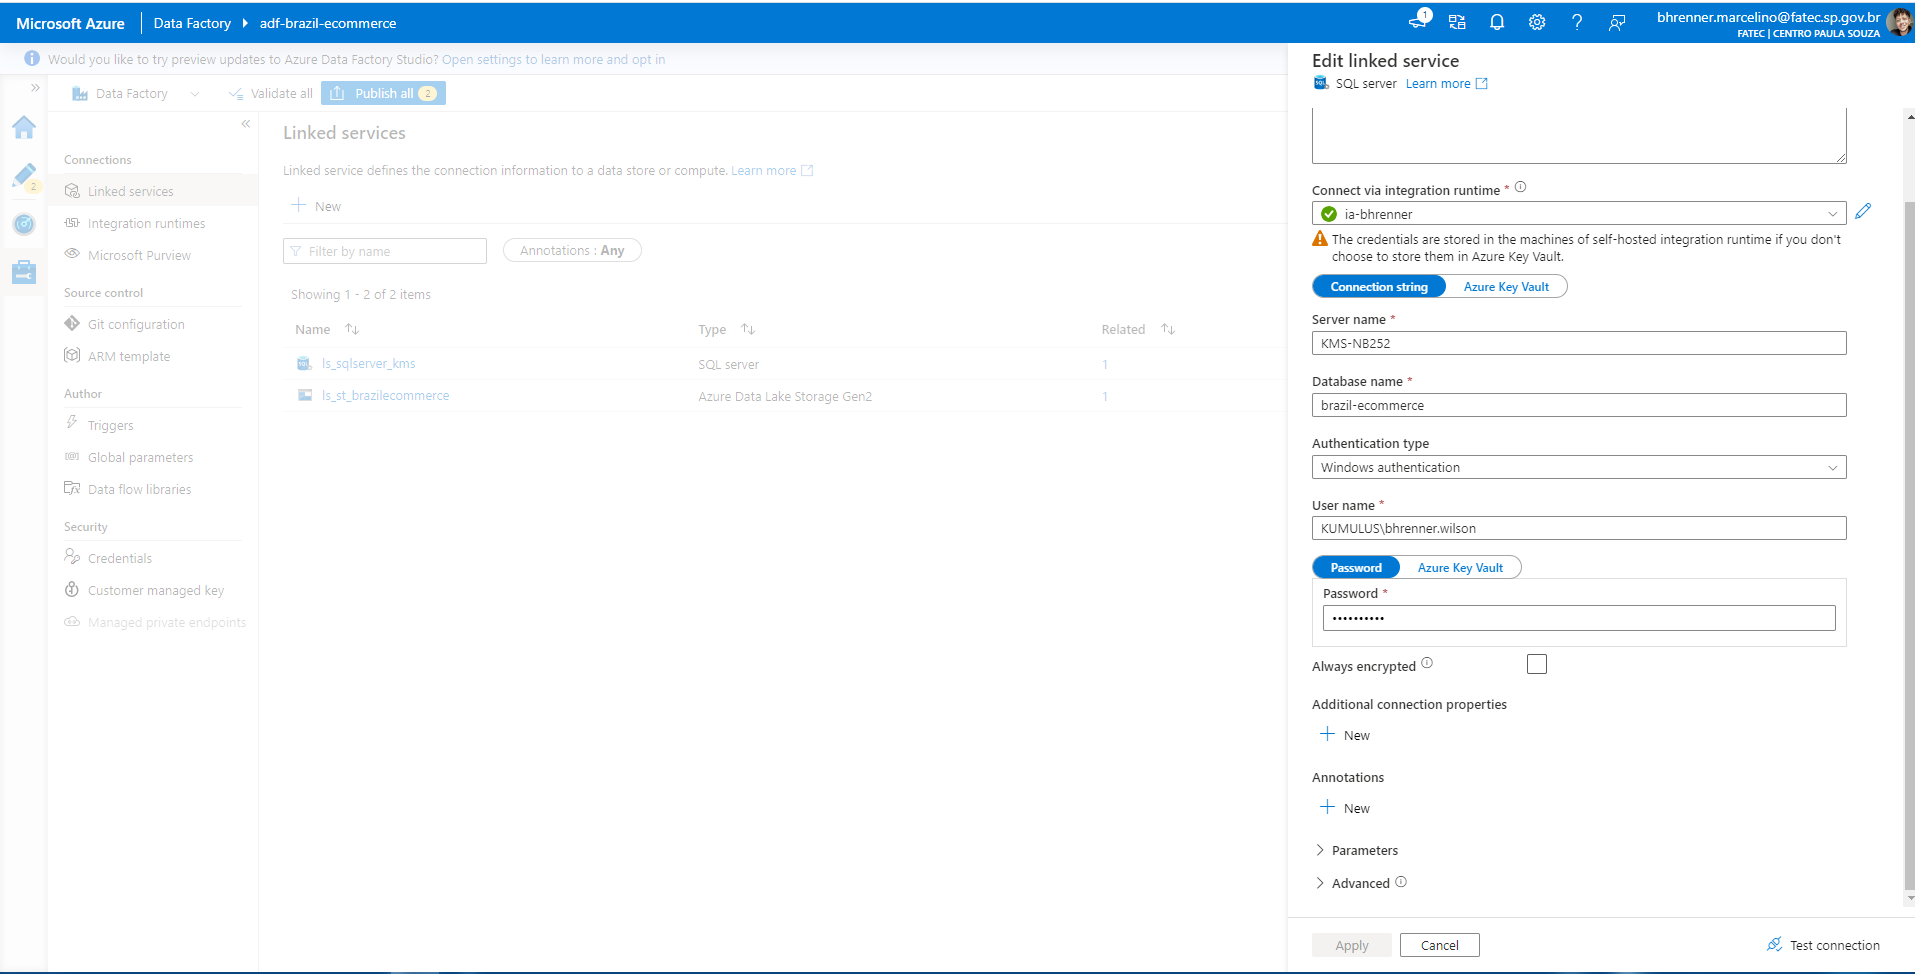 Microsoft Azure
Data Factory
adf-brazil-ecommerce
1
bhrenner.marcelino@fatec.sp.gov.br
FATEC | CENTRO PAULA SOUZA
Would you like to try preview updates to Azure Data Factory Studio? Open settings to learn more and opt in
Data Factory
Validate all
Publish all 2
2
Connections
Linked services
Integration runtimes
Microsoft Purview
Source control
Git configuration
ARM template
Author
Triggers
Global parameters
Data flow libraries
Security
Credentials
Customer managed key
Managed private endpoints
Linked services
Linked service defines the connection information to a data store or compute. Learn more
New
Filter by name
Annotations : Any
Showing 1 - 2 of 2 items
Name Type Related
ls_sqlserver_kms SQL server 1
ls_st_brazilecommerce Azure Data Lake Storage Gen2 1
Edit linked service
SQL server Learn more
Connect via integration runtime *
ia-bhrenner
The credentials are stored in the machines of self-hosted integration runtime if you don't
choose to store them in Azure Key Vault.
Connection string Azure Key Vault
Server name *
KMS-NB252
Database name *
brazil-ecommerce
Authentication type
Windows authentication
User name *
KUMULUS\bhrenner.wilson
Password Azure Key Vault
Password *
••••••••••
Always encrypted
Additional connection properties
New
Annotations
New
Parameters
Advanced
Apply Cancel Test connection